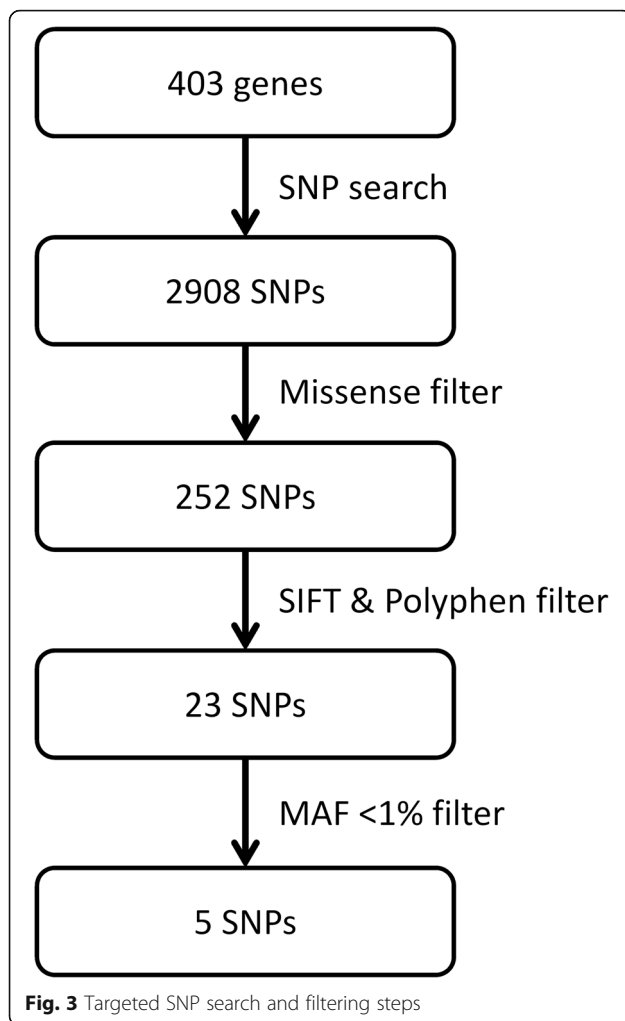 403 genes
SNP search
2908 SNPs
Missense filter
252 SNPs
SIFT & Polyphen filter
23 SNPs
MAF <1% filter
5 SNPs
Fig. 3 Targeted SNP search and filtering steps